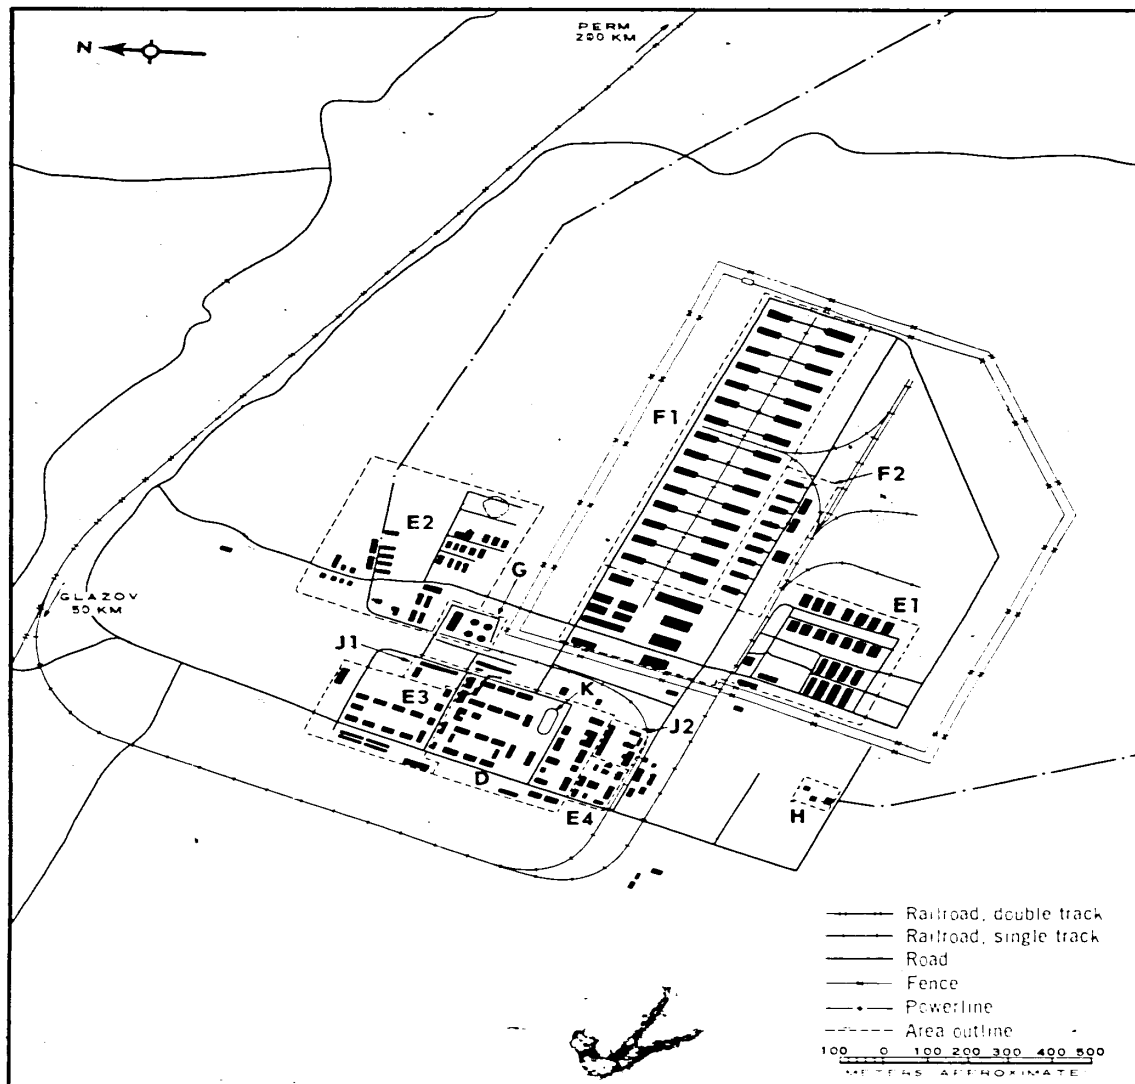 PERM
200 KM
N
F1
F2
E2
G
E1
GLAZOV
50 KM
J1
E3
K
J2
D
E4
H
Railroad, double track
Railroad, single track
Road
Fence
Powerline
Area outline
100 0 100 200 300 400 500
METERS APPROXIMATE